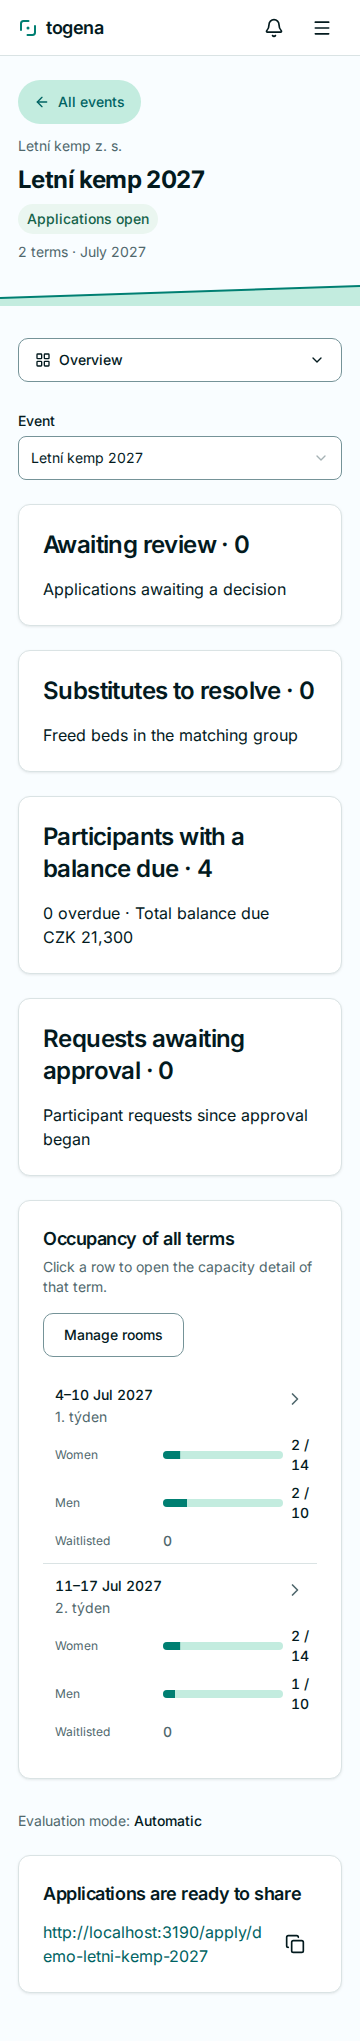 togena
All events
Letní kemp z. s.
Letní kemp 2027
Applications open
2 terms · July 2027
Overview
Event
Letní kemp 2027
Awaiting review · 0
Applications awaiting a decision
Substitutes to resolve · 0
Freed beds in the matching group
Participants with a
balance due · 4
0 overdue · Total balance due
CZK 21,300
Requests awaiting
approval · 0
Participant requests since approval
began
Occupancy of all terms
Click a row to open the capacity detail of
that term.
Manage rooms
4–10 Jul 2027
1. týden
Women 2 /
14
Men 2 /
10
Waitlisted 0
11–17 Jul 2027
2. týden
Women 2 /
14
Men 1 /
10
Waitlisted 0
Evaluation mode: Automatic
Applications are ready to share
http://localhost:3190/apply/d
emo-letni-kemp-2027